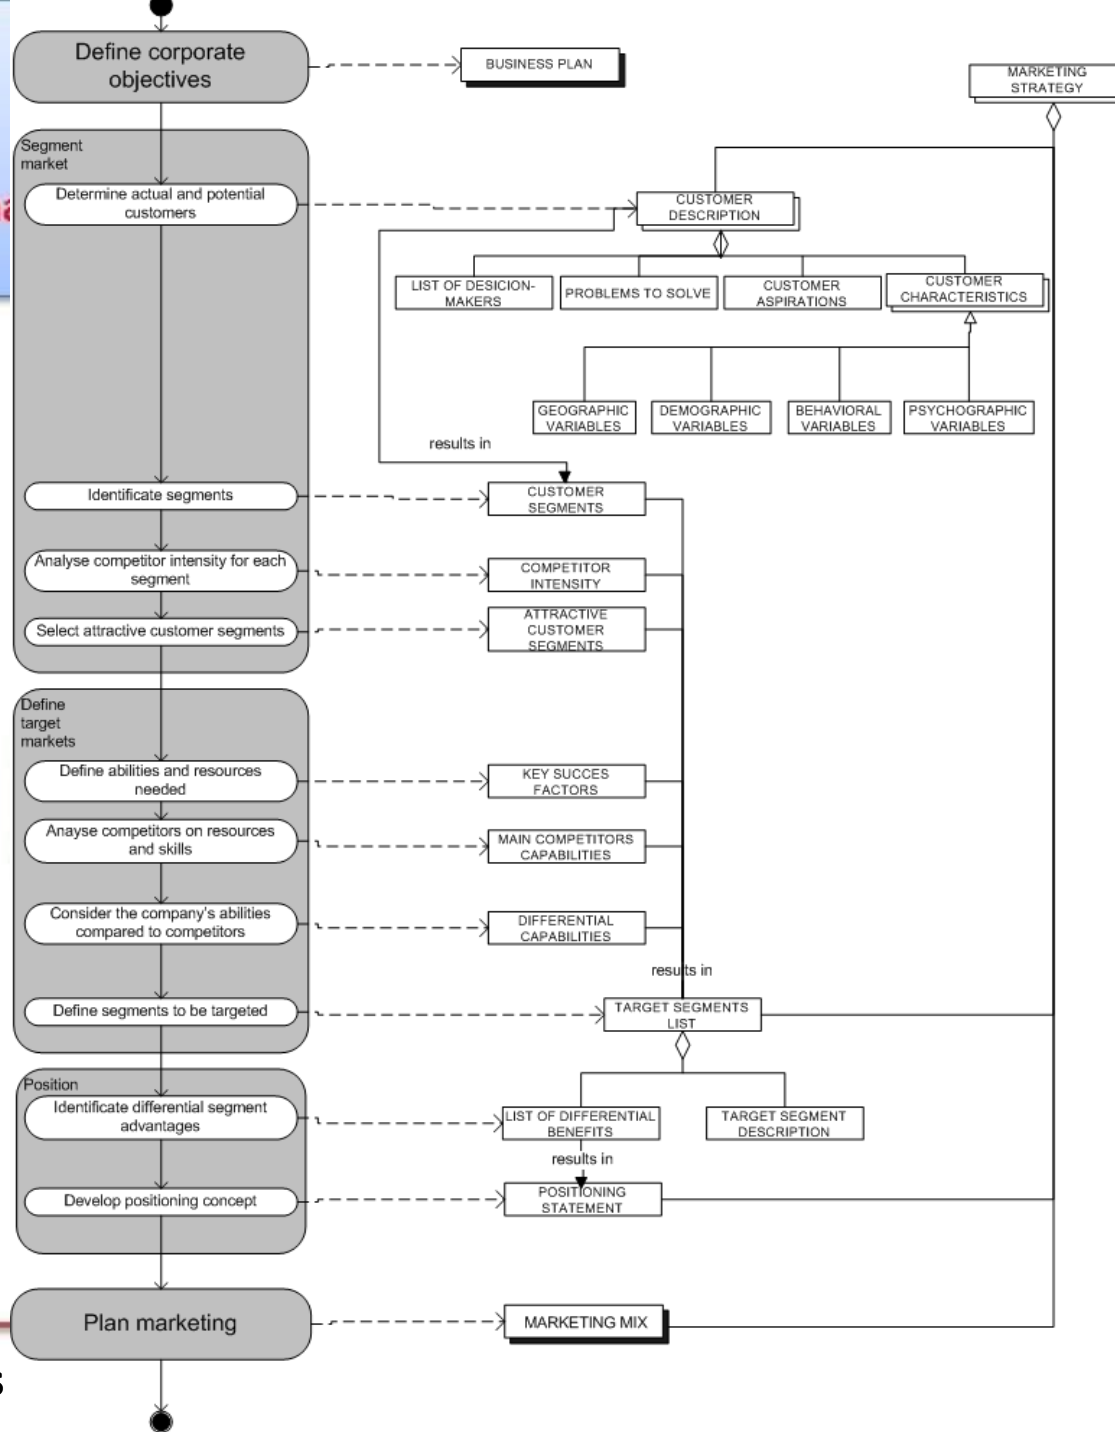 Define corporate
objectives
BUSINESS PLAN
MARKETING
STRATEGY
Segment
market
Determine actual and potential
customers
CUSTOMER
DESCRIPTION
LIST OF DESICION-
MAKERS
PROBLEMS TO SOLVE
CUSTOMER
ASPIRATIONS
CUSTOMER
CHARACTERISTICS
GEOGRAPHIC
VARIABLES
DEMOGRAPHIC
VARIABLES
BEHAVIORAL
VARIABLES
PSYCHOGRAPHIC
VARIABLES
results in
Identificate segments
CUSTOMER
SEGMENTS
Analyse competitor intensity for each
segment
COMPETITOR
INTENSITY
Select attractive customer segments
ATTRACTIVE
CUSTOMER
SEGMENTS
Define
target
markets
Define abilities and resources
needed
KEY SUCCES
FACTORS
Anayse competitors on resources
and skills
MAIN COMPETITORS
CAPABILITIES
Consider the company's abilities
compared to competitors
DIFFERENTIAL
CAPABILITIES
results in
Define segments to be targeted
TARGET SEGMENTS
LIST
Position
Identificate differential segment
advantages
LIST OF DIFFERENTIAL
BENEFITS
TARGET SEGMENT
DESCRIPTION
results in
Develop positioning concept
POSITIONING
STATEMENT
Plan marketing
MARKETING MIX